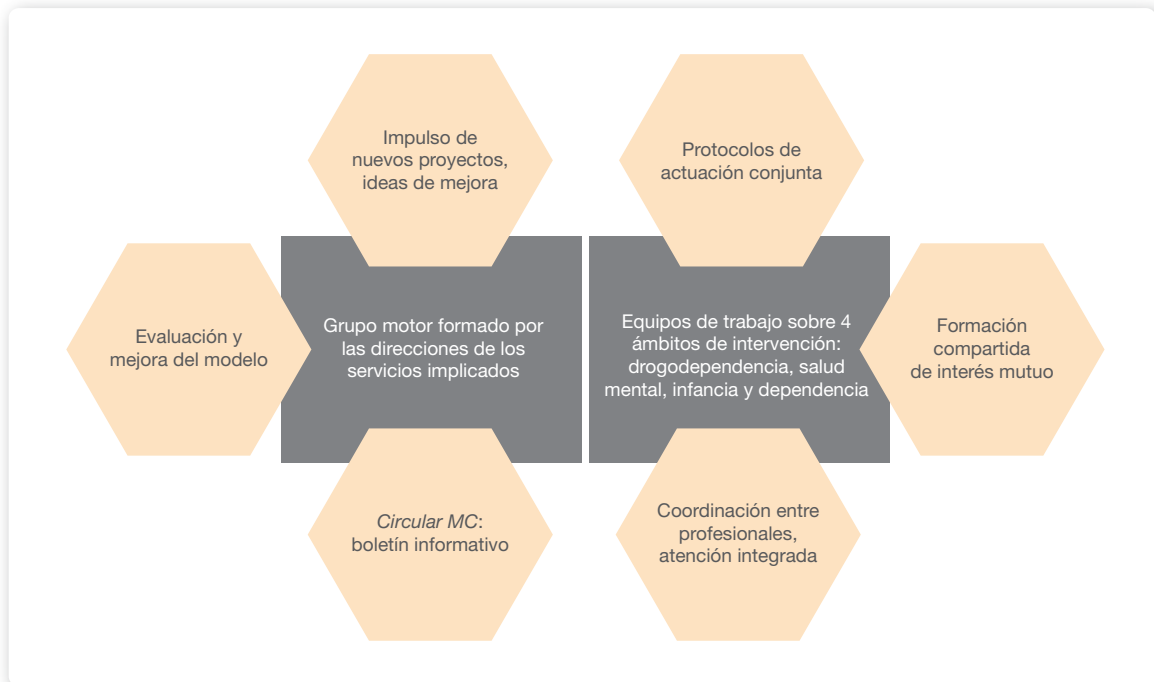 Impulso de
nuevos proyectos,
ideas de mejora
Protocolos de
actuación conjunta
Evaluación y
mejora del modelo
Grupo motor formado por
las direcciones de los
servicios implicados
Equipos de trabajo sobre 4
ámbitos de intervención:
drogodependencia, salud
mental, infancia y dependencia
Formación
compartida
de interés mutuo
Circular MC:
boletín informativo
Coordinación entre
profesionales,
atención integrada